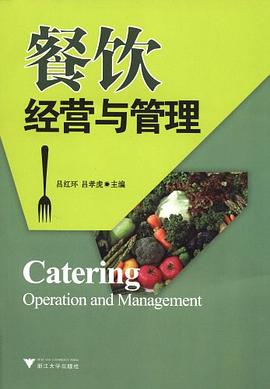 餐饮
经营与管理
吕红环 吕孝虎●主编
Catering
Operation and Management
浙江大学出版社